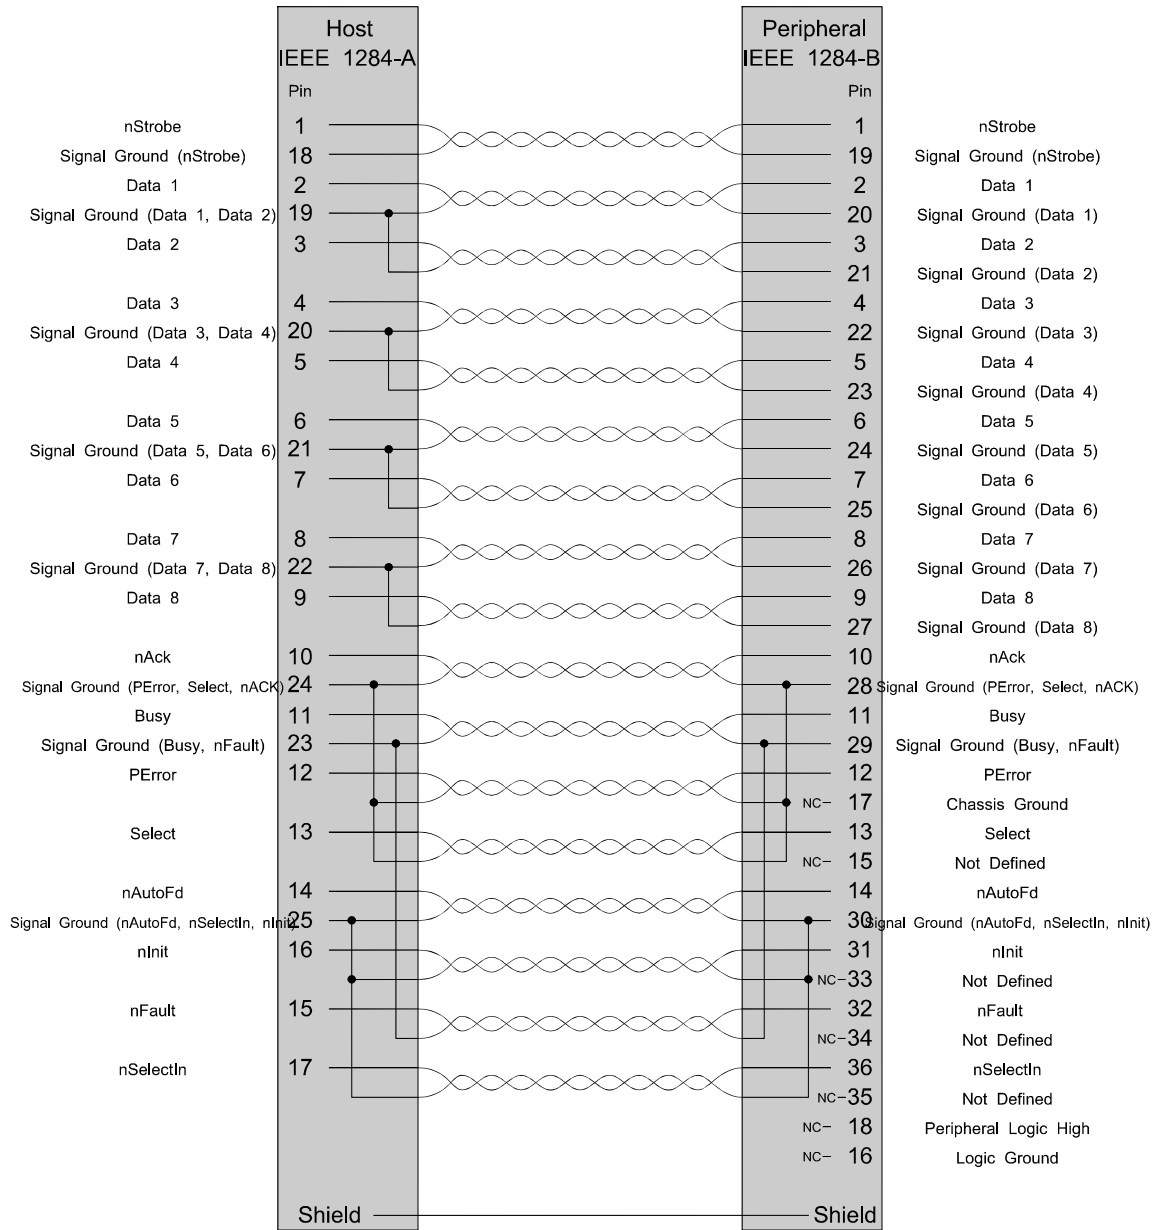 Host Peripheral
IEEE 1284-A IEEE 1284-B
Pin Pin
nStrobe 1 1 nStrobe
Signal Ground (nStrobe) 18 19 Signal Ground (nStrobe)
Data 1 2 2 Data 1
Signal Ground (Data 1, Data 2) 19 20 Signal Ground (Data 1)
Data 2 3 3 Data 2
21 Signal Ground (Data 2)
Data 3 4 4 Data 3
Signal Ground (Data 3, Data 4) 20 22 Signal Ground (Data 3)
Data 4 5 5 Data 4
23 Signal Ground (Data 4)
Data 5 6 6 Data 5
Signal Ground (Data 5, Data 6) 21 24 Signal Ground (Data 5)
Data 6 7 7 Data 6
25 Signal Ground (Data 6)
Data 7 8 8 Data 7
Signal Ground (Data 7, Data 8) 22 26 Signal Ground (Data 7)
Data 8 9 9 Data 8
27 Signal Ground (Data 8)
nAck 10 10 nAck
Signal Ground (PError, Select, nACK) 24 28 Signal Ground (PError, Select, nACK)
Busy 11 11 Busy
Signal Ground (Busy, nFault) 23 29 Signal Ground (Busy, nFault)
PError 12 12 PError
NC 17 Chassis Ground
Select 13 13 Select
NC 15 Not Defined
nAutoFd 14 14 nAutoFd
Signal Ground (nAutoFd, nSelectIn, nInit) 25 30 Signal Ground (nAutoFd, nSelectIn, nInit)
nInit 16 31 nInit
NC 33 Not Defined
nFault 15 32 nFault
NC 34 Not Defined
nSelectIn 17 36 nSelectIn
NC 35 Not Defined
NC 18 Peripheral Logic High
NC 16 Logic Ground
Shield Shield